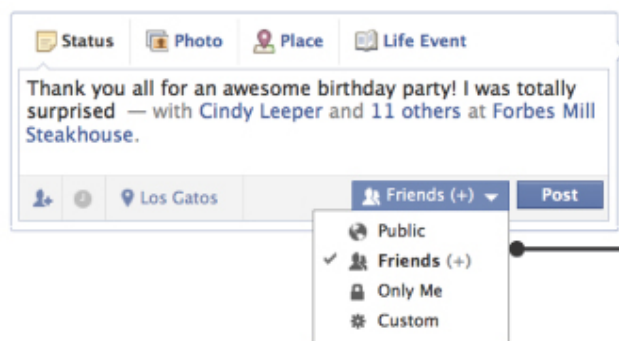 Status Photo Place Life Event
Thank you all for an awesome birthday party! I was totally
surprised — with Cindy Leeper and 11 others at Forbes Mill
Steakhouse.
Los Gatos Friends (+) Post
Public
Friends (+)
Only Me
Custom